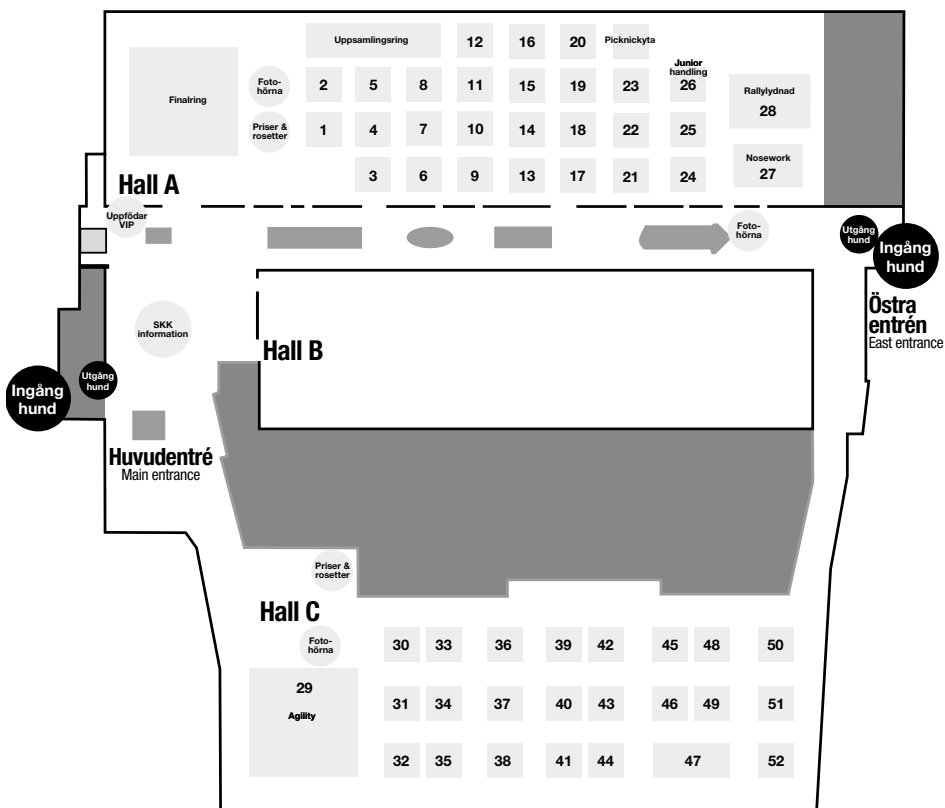 Uppsamlingsring
12
16
20
Picknickyta
Finalring
Foto-
hörna
2
5
8
11
15
19
23
Junior
handling
26
Rallylydnad
28
Priser &
rosetter
1
4
7
10
14
18
22
25
3
6
9
13
17
21
24
Nosework
27
Hall A
Uppfödar
VIP
Foto-
hörna
Utgång
hund
Ingång
hund
Östra
entrén
East entrance
SKK
information
Hall B
Ingång
hund
Utgång
hund
Huvudentré
Main entrance
Priser &
rosetter
Hall C
Foto-
hörna
30
33
36
39
42
45
48
50
29
Agility
31
34
37
40
43
46
49
51
32
35
38
41
44
47
52